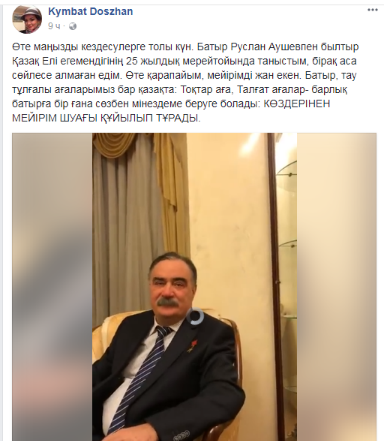 Kymbat Doszhan
9 ч ·
Өте маңызды кездесулерге толы күн. Батыр Руслан Аушевпен былтыр
Қазақ Елі егемендігінің 25 жылдық мерейтойында таныстым, бірақ аса
сөйлесе алмаған едім. Өте қарапайым, мейірімді жан екен. Батыр, тау
тұлғалы ағаларымыз бар қазақта: Тоқтар аға, Талғат ағалар- барлық
батырға бір ғана сөзбен мінездеме беруге болады: КӨЗДЕРІНЕН
МЕЙІРІМ ШУАҒЫ ҚҰЙЫЛЫП ТҰРАДЫ.